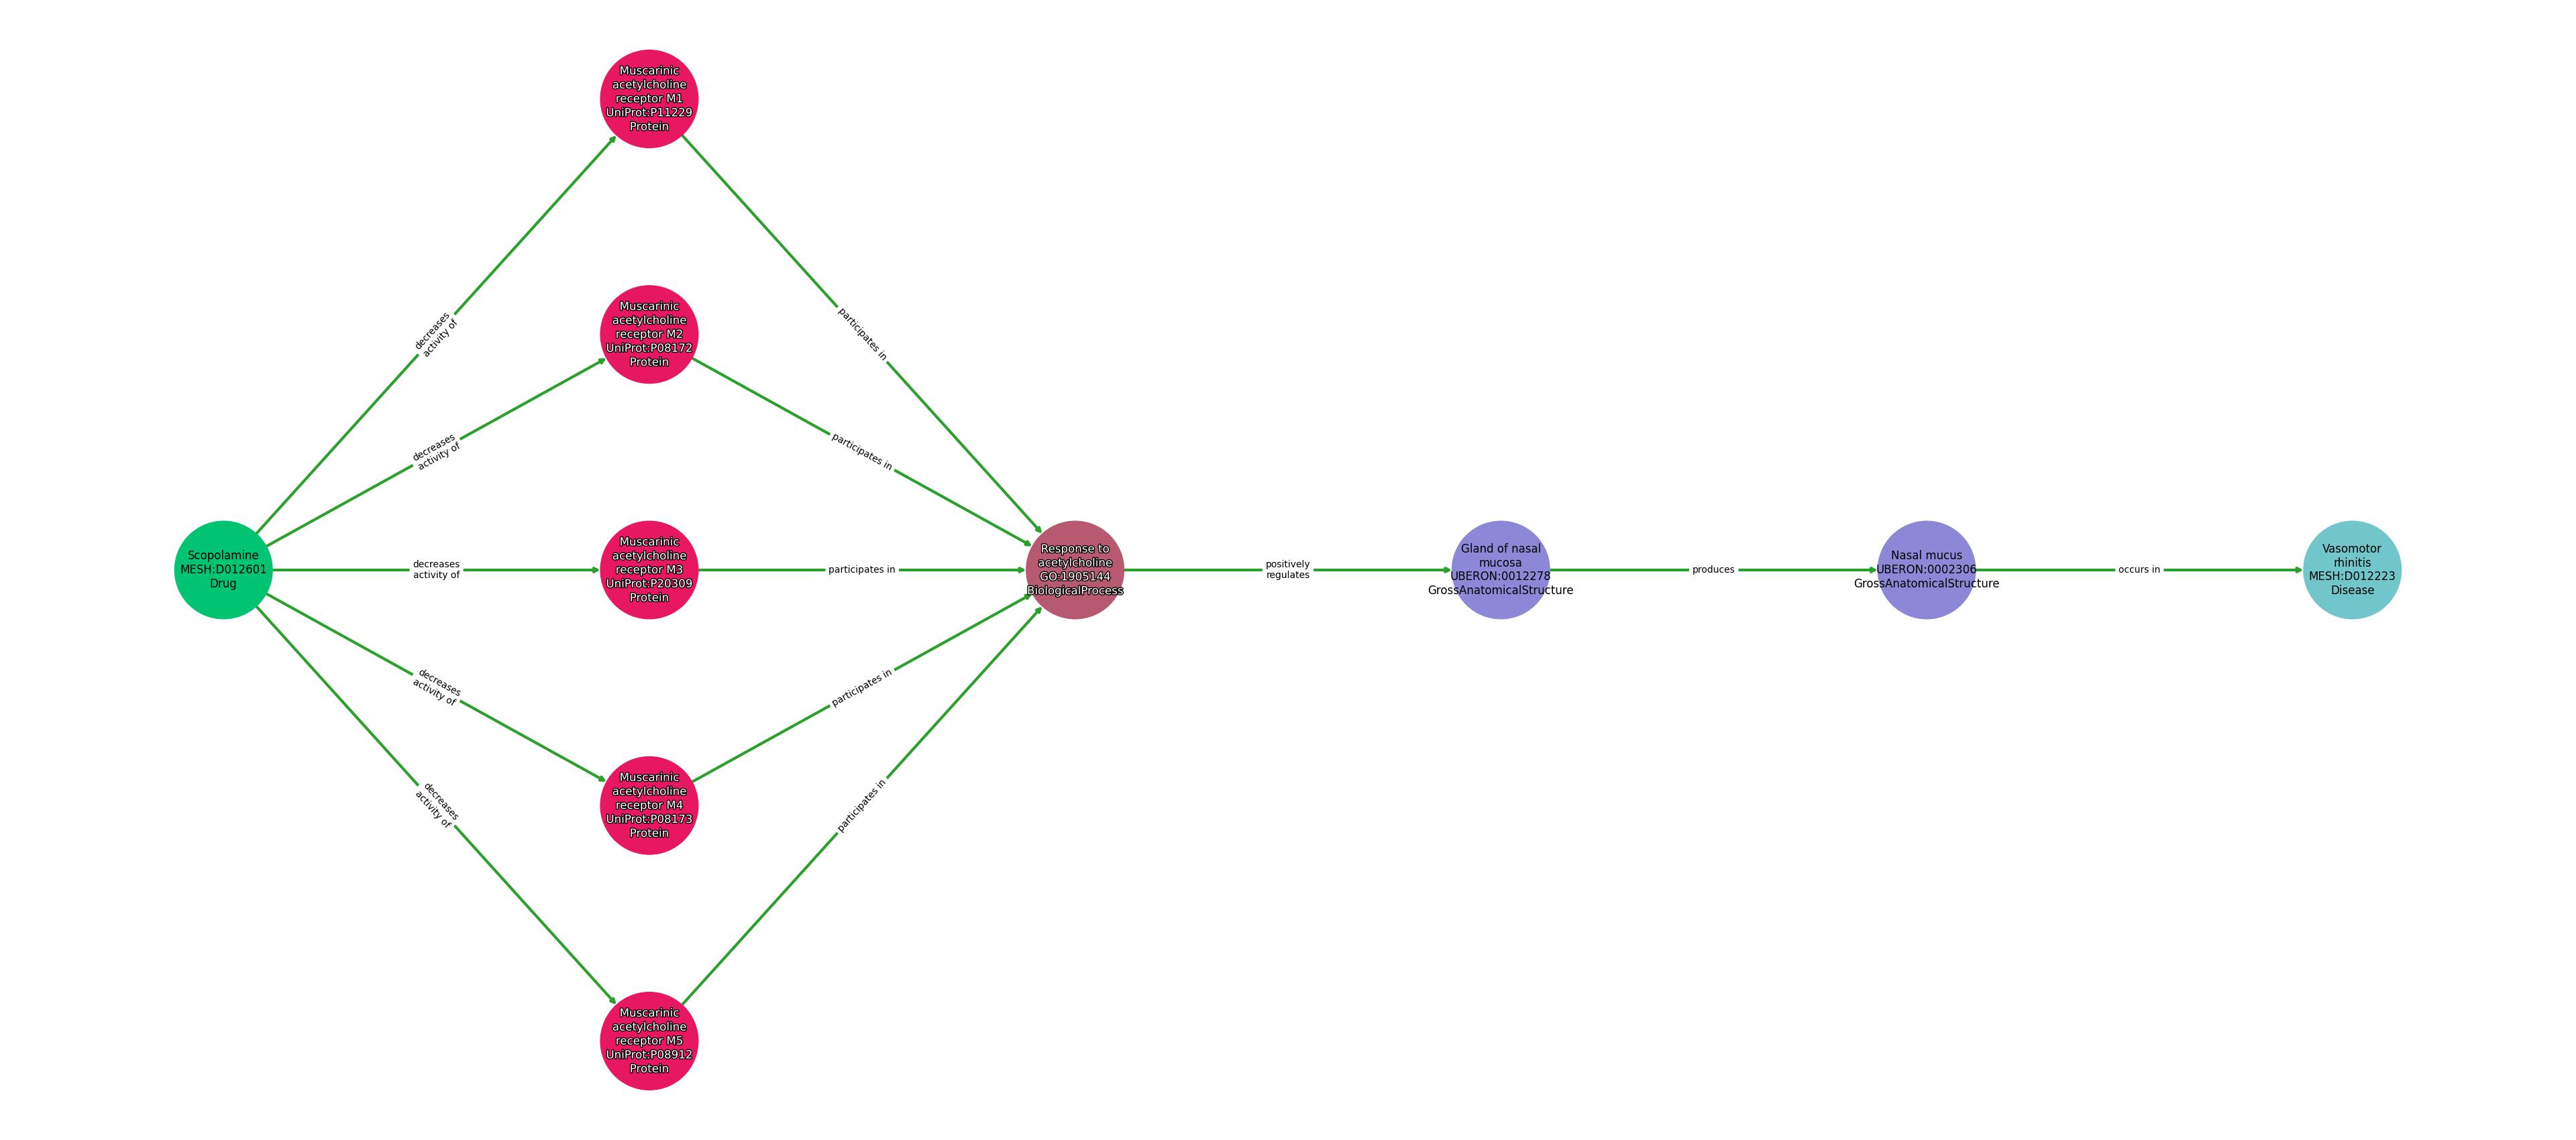 Muscarinic
acetylcholine
receptor M1
UniProt:P11229
Protein
decreases
activity of
participates in
Muscarinic
acetylcholine
receptor M2
UniProt:P08172
Protein
decreases
activity of
participates in
Scopolamine
MESH:D012601
Drug
decreases
activity of
Muscarinic
acetylcholine
receptor M3
UniProt:P20309
Protein
participates in
Response to
acetylcholine
GO:1905144
BiologicalProcess
positively
regulates
Gland of nasal
mucosa
UBERON:0012278
GrossAnatomicalStructure
produces
Nasal mucus
UBERON:0002306
GrossAnatomicalStructure
occurs in
Vasomotor
rhinitis
MESH:D012223
Disease
decreases
activity of
participates in
Muscarinic
acetylcholine
receptor M4
UniProt:P08173
Protein
decreases
activity of
participates in
Muscarinic
acetylcholine
receptor M5
UniProt:P08912
Protein